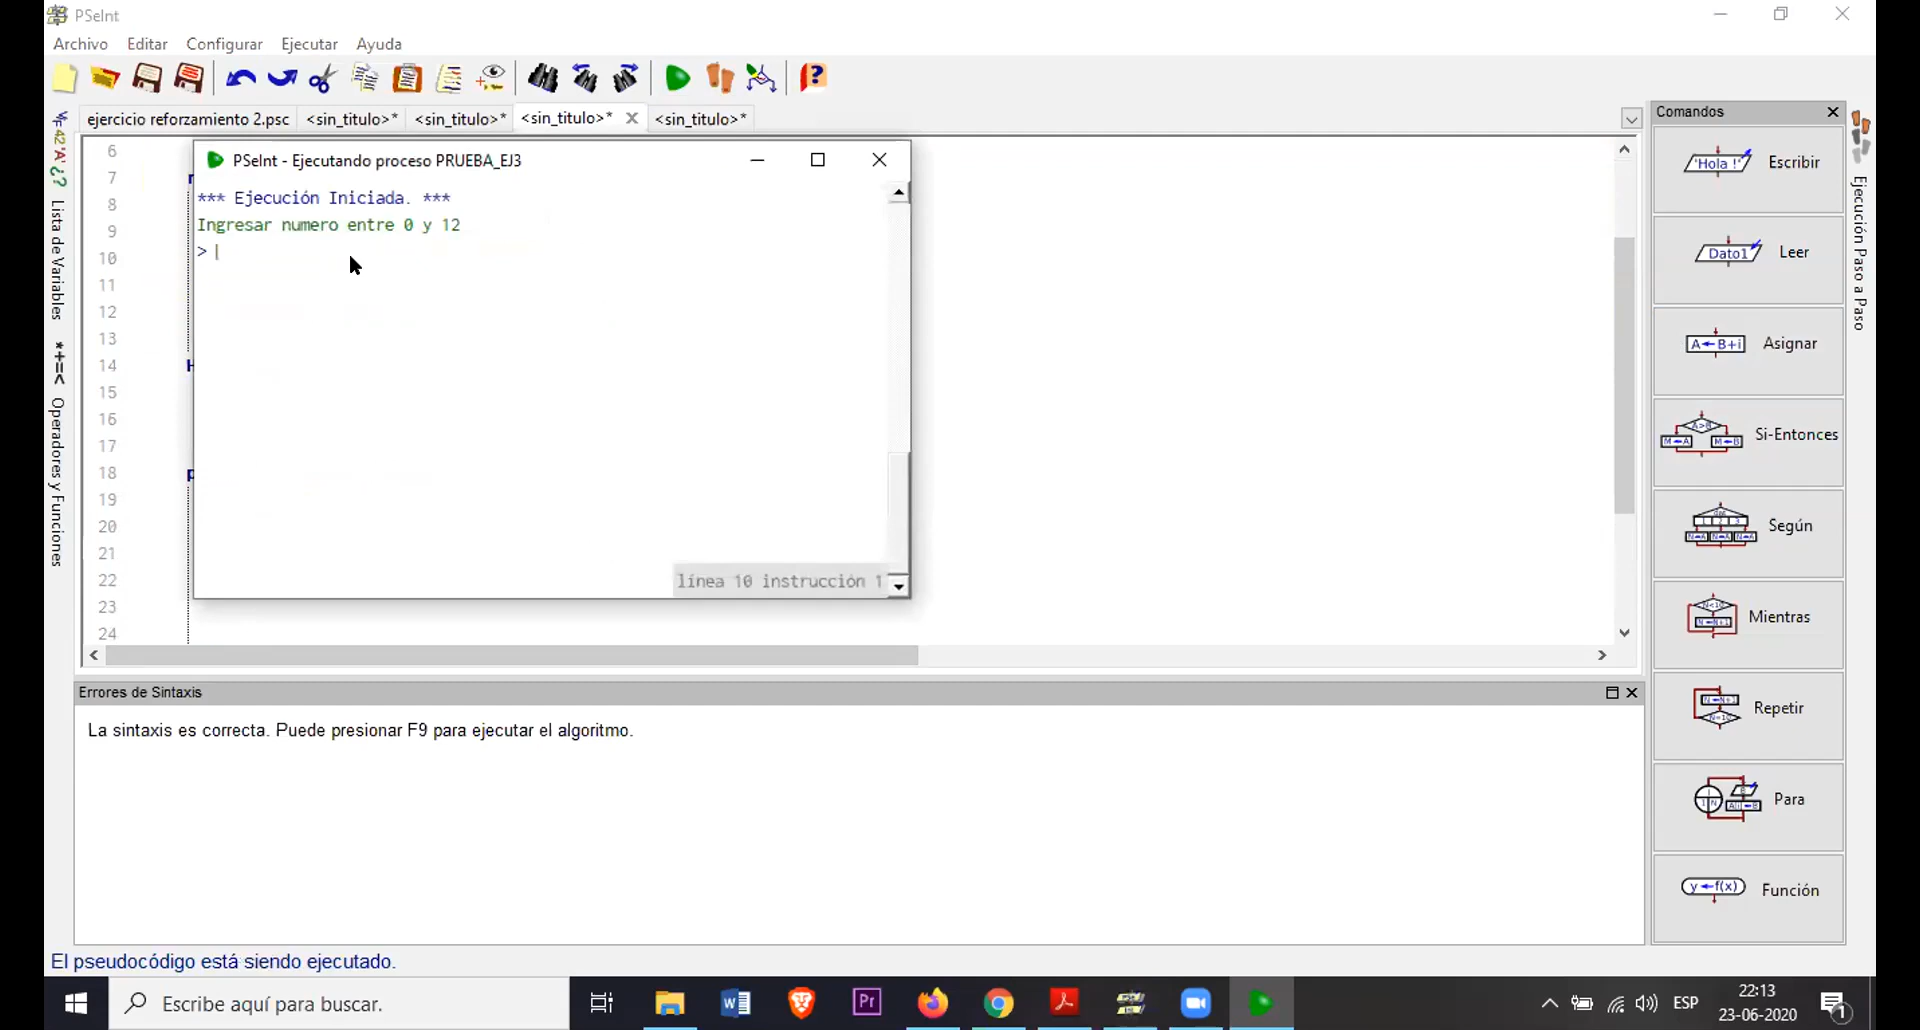 PSeInt
Archivo Editar Configurar Ejecutar Ayuda
ejercicio reforzamiento 2.psc <sin_titulo>* <sin_titulo>* <sin_titulo>* <sin_titulo>*
Lista de Variables
*+=< Operadores y Funciones
6
7
8
9
10
11
12
13
14
15
16
17
18
19
20
21
22
23
24
PSeInt - Ejecutando proceso PRUEBA_EJ3
*** Ejecución Iniciada. ***
Ingresar numero entre 0 y 12
>
línea 10 instrucción 1
Comandos
'Hola !' Escribir
Dato1 Leer
A←B+i Asignar
Si-Entonces
Según
Mientras
Repetir
Para
y←f(x) Función
Ejecución Paso a Paso
Errores de Sintaxis
La sintaxis es correcta. Puede presionar F9 para ejecutar el algoritmo.
El pseudocódigo está siendo ejecutado.
Escribe aquí para buscar.
Pr
ESP
22:13
23-06-2020
1